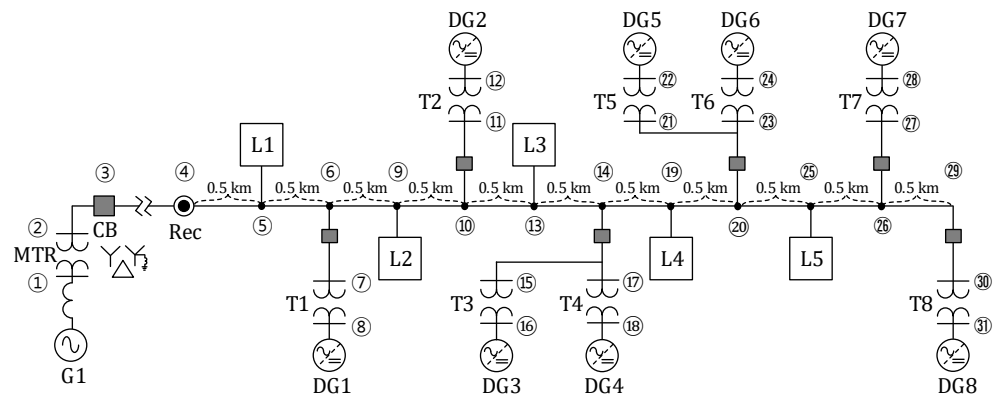 DG2 DG5 DG6 DG7
⑫ ㉒ ㉔ ㉘
T2 T5 T6 T7
⑪ ㉑ ㉓ ㉗
L1 L3
③ ④ ⑥ ⑨ ⑭ ⑲ ㉕ ㉙
0.5 km 0.5 km 0.5 km 0.5 km 0.5 km 0.5 km 0.5 km 0.5 km 0.5 km 0.5 km 0.5 km
② CB Rec ⑤ ⑩ ⑬ ⑳ ㉖
MTR L2 L4 L5
① ⑦ ⑮ ⑰ ㉚
T1 T3 T4 T8
⑧ ⑯ ⑱ ㉛
G1 DG1 DG3 DG4 DG8